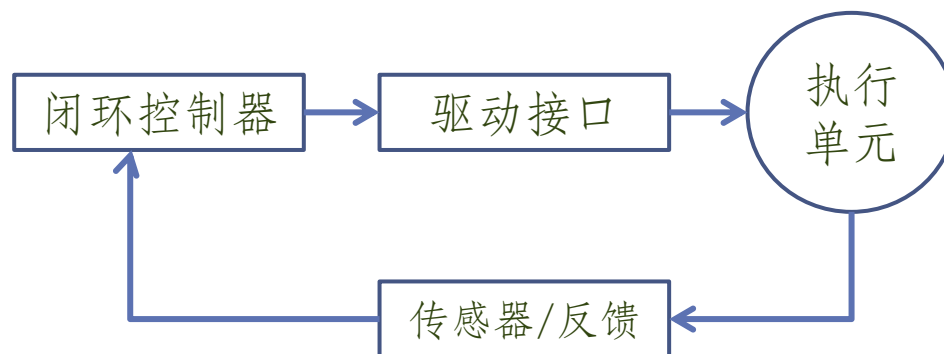 闭环控制器
驱动接口
执行
单元
传感器/反馈